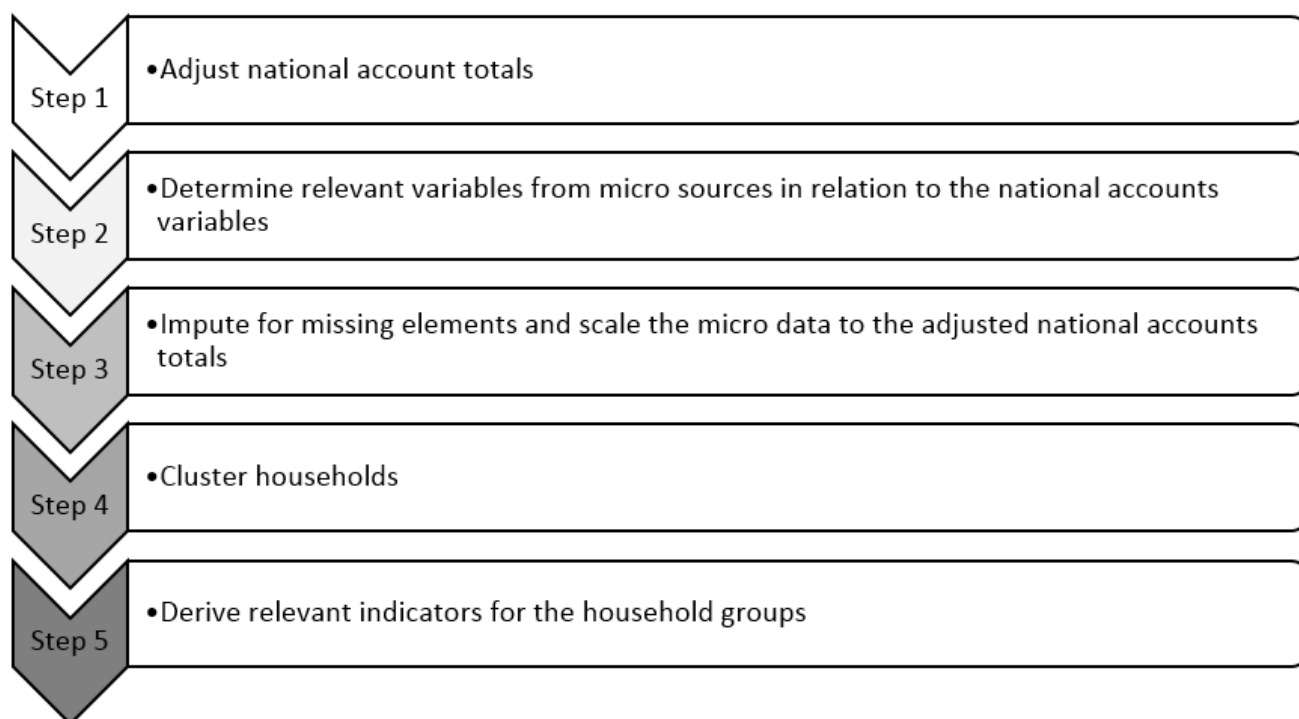 Step 1
•Adjust national account totals
Step 2
•Determine relevant variables from micro sources in relation to the national accounts
variables
Step 3
•Impute for missing elements and scale the micro data to the adjusted national accounts
totals
Step 4
•Cluster households
Step 5
•Derive relevant indicators for the household groups